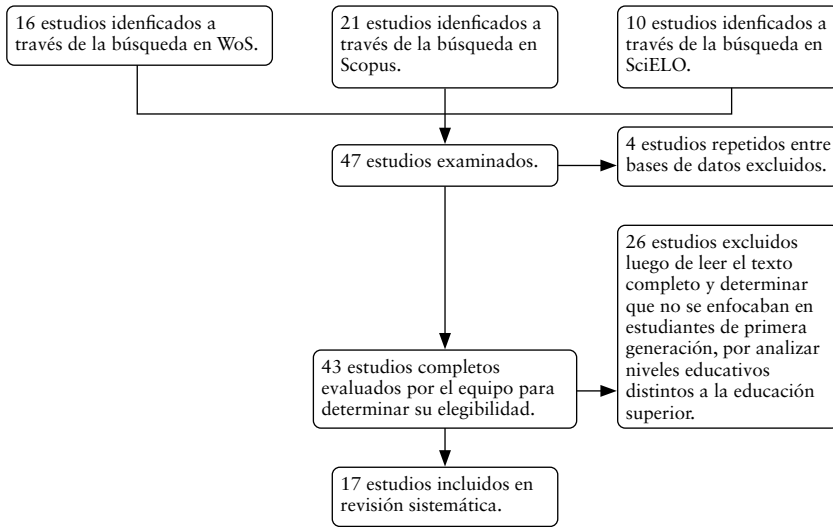 16 estudios idenficados a
través de la búsqueda en WoS.
21 estudios idenficados a
través de la búsqueda en
Scopus.
10 estudios idenficados a
través de la búsqueda en
SciELO.
47 estudios examinados.
4 estudios repetidos entre
bases de datos excluidos.
26 estudios excluidos
luego de leer el texto
completo y determinar
que no se enfocaban en
estudiantes de primera
generación, por analizar
niveles educativos
distintos a la educación
superior.
43 estudios completos
evaluados por el equipo para
determinar su elegibilidad.
17 estudios incluidos en
revisión sistemática.